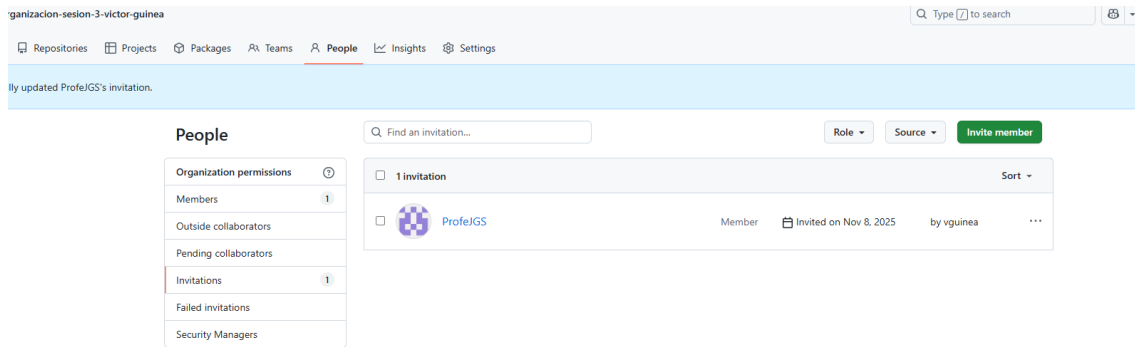 rganizacion-sesion-3-victor-guinea
Type / to search
Repositories Projects Packages Teams People Insights Settings
lly updated ProfeJGS's invitation.
People
Find an invitation...
Role Source Invite member
Organization permissions
Members 1
Outside collaborators
Pending collaborators
Invitations 1
Failed invitations
Security Managers
1 invitation Sort
ProfeJGS Member Invited on Nov 8, 2025 by vguinea ...